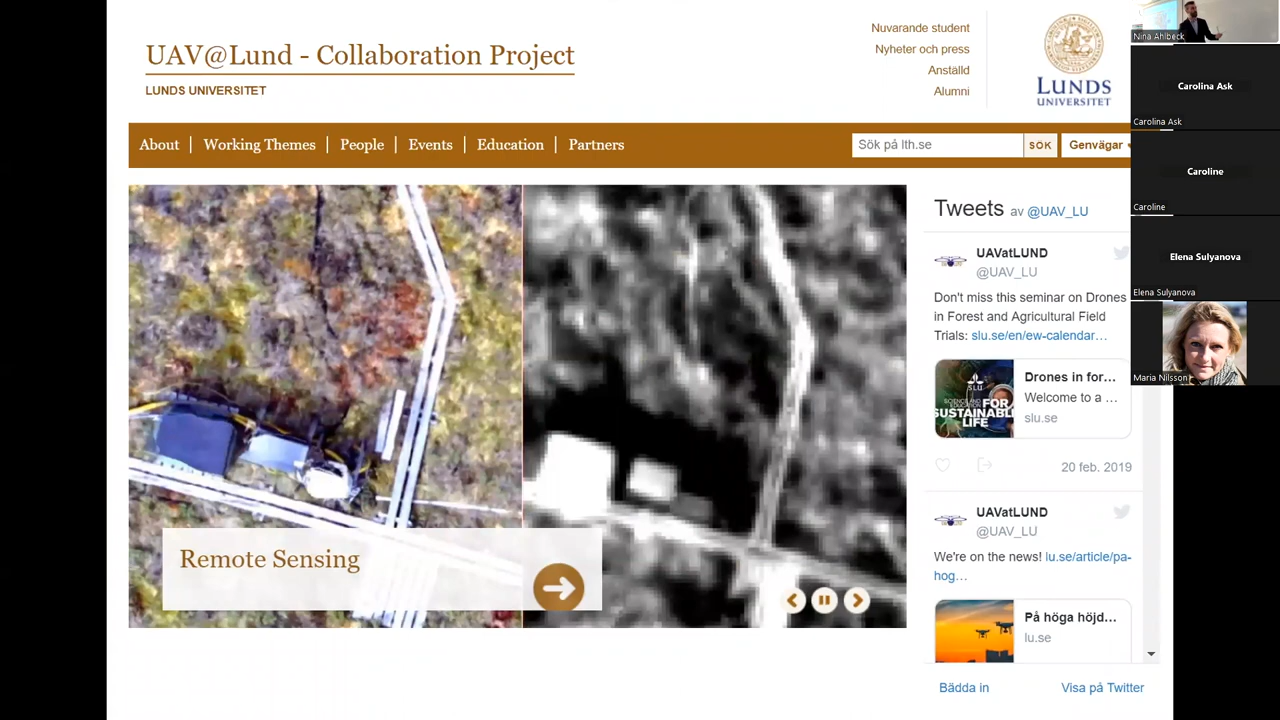 UAV@Lund - Collaboration Project
LUNDS UNIVERSITET
Nuvarande student
Nyheter och press
Anställd
Alumni
LUNDS
UNIVERSITET
About
Working Themes
People
Events
Education
Partners
Sök på lth.se
SÖK
Genvägar
Remote Sensing
Tweets av @UAV_LU
UAVatLUND
@UAV_LU
Don't miss this seminar on Drones
in Forest and Agricultural Field
Trials: slu.se/en/ew-calendar…
SLU
SCIENCE AND
EDUCATION FOR
SUSTAINABLE
LIFE
Drones in for…
Welcome to a …
slu.se
20 feb. 2019
UAVatLUND
@UAV_LU
We're on the news! lu.se/article/pa-
hog…
På höga höjd…
lu.se
Bädda in
Visa på Twitter
Nina Ahlbeck
Carolina Ask
Carolina Ask
Caroline
Caroline
Elena Sulyanova
Elena Sulyanova
Maria Nilsson